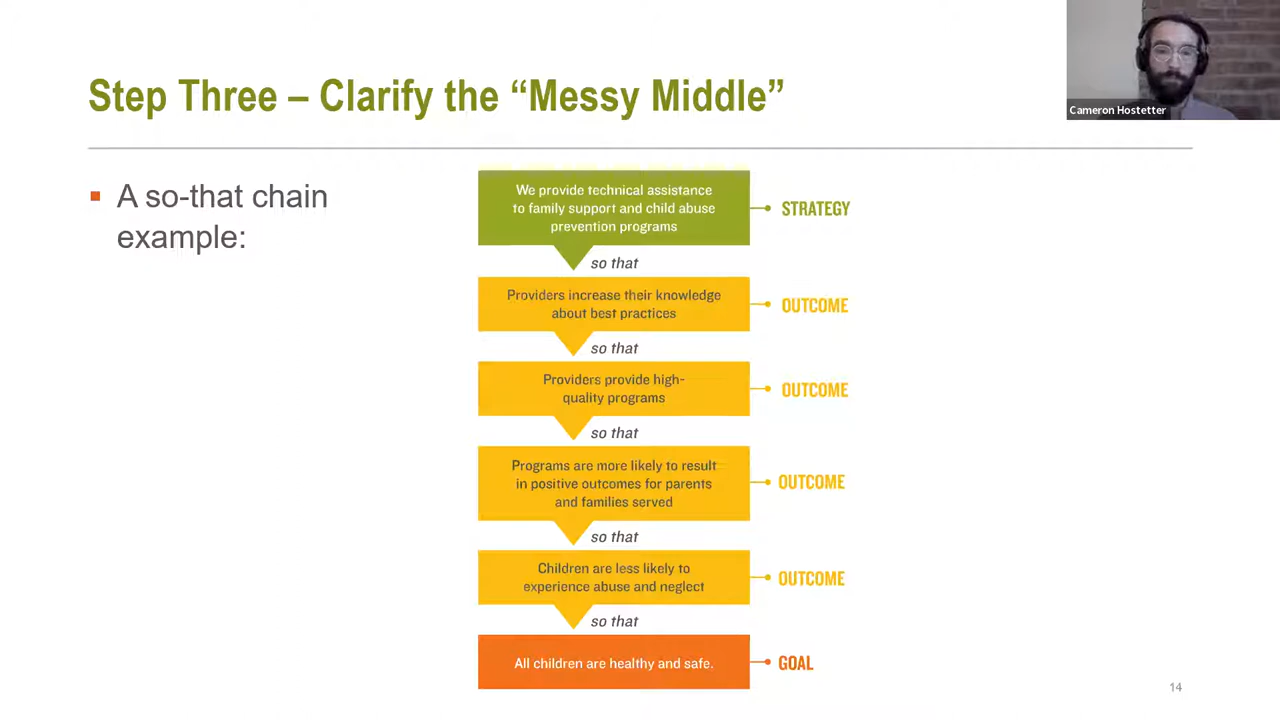 Step Three – Clarify the “Messy Middle”
Cameron Hostetter
▪ A so-that chain
example:
We provide technical assistance
to family support and child abuse
prevention programs
STRATEGY
so that
Providers increase their knowledge
about best practices
OUTCOME
so that
Providers provide high-
quality programs
OUTCOME
so that
Programs are more likely to result
in positive outcomes for parents
and families served
OUTCOME
so that
Children are less likely to
experience abuse and neglect
OUTCOME
so that
All children are healthy and safe.
GOAL
14